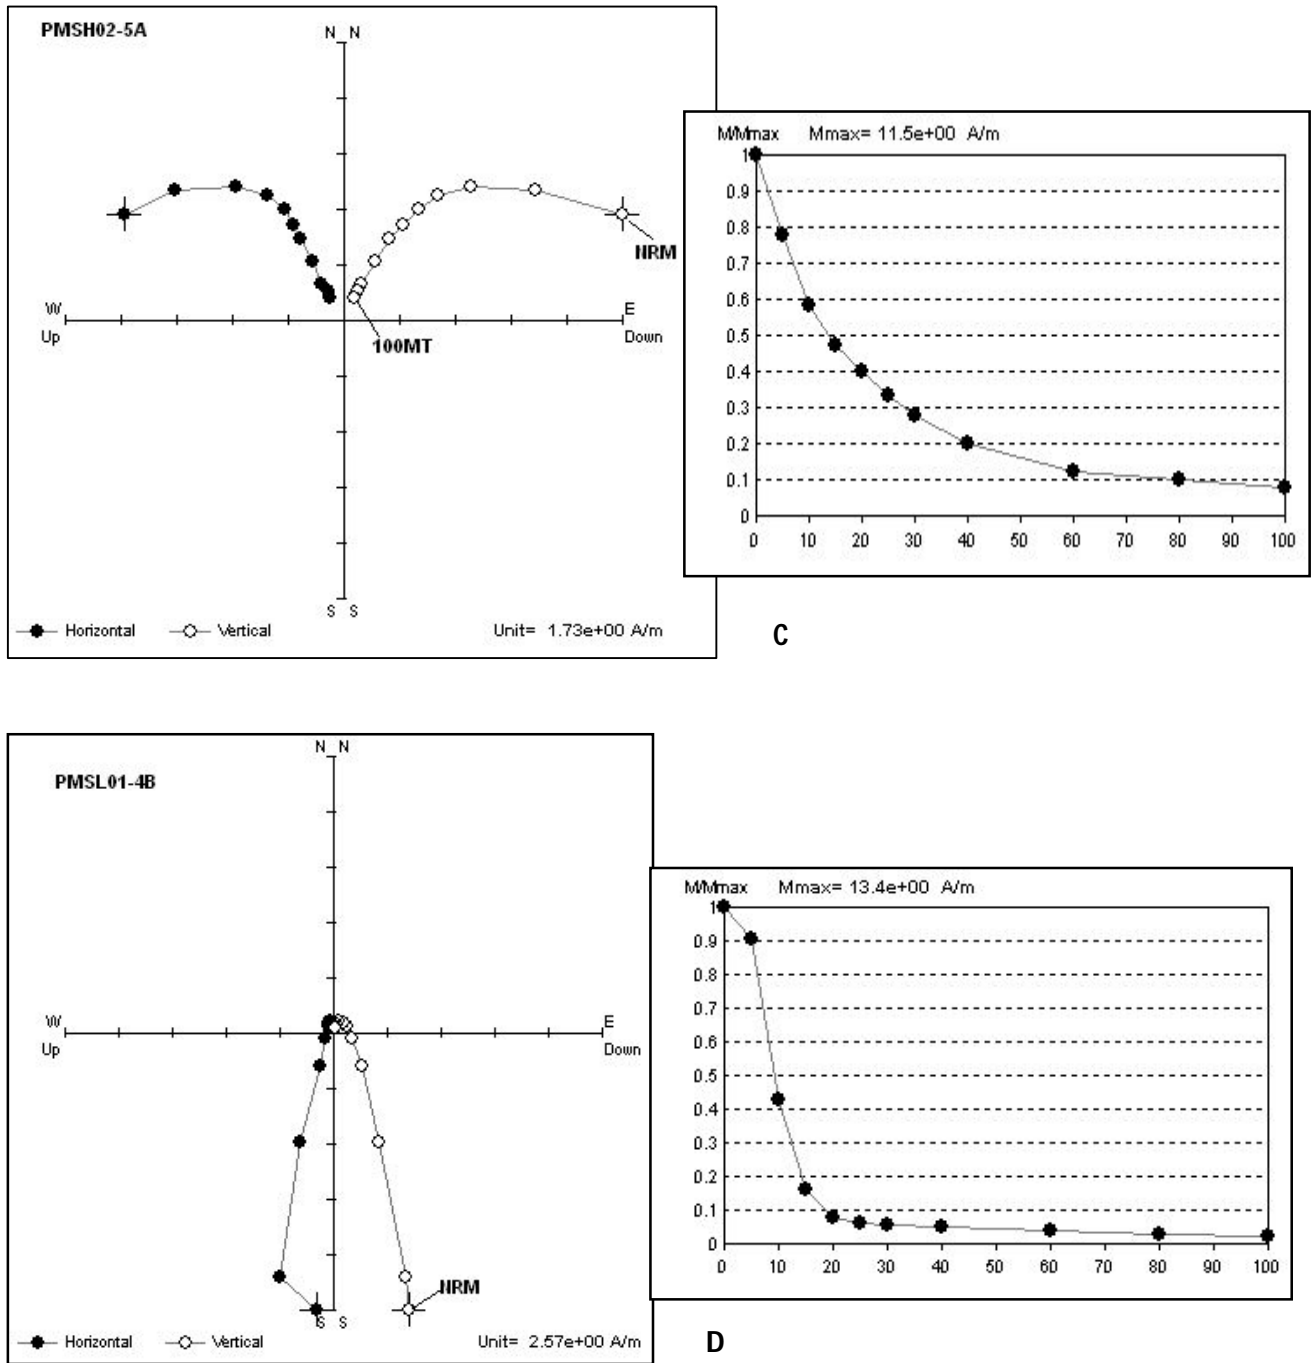 PMSH02-5A
N N
NRM
W E
Up Down
100MT
S S
Horizontal Vertical Unit= 1.73e+00 A/m
M/Mmax Mmax= 11.5e+00 A/m
1
0.9
0.8
0.7
0.6
0.5
0.4
0.3
0.2
0.1
0
0 10 20 30 40 50 60 70 80 90 100
C
N N
PMSL01-4B
W E
Up Down
NRM
S S
Horizontal Vertical Unit= 2.57e+00 A/m
M/Mmax Mmax= 13.4e+00 A/m
1
0.9
0.8
0.7
0.6
0.5
0.4
0.3
0.2
0.1
0
0 10 20 30 40 50 60 70 80 90 100
D